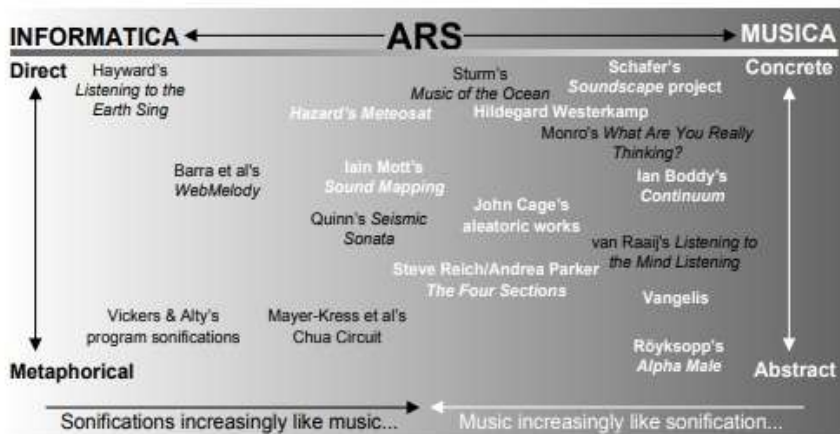 INFORMATICA
ARS
MUSICA
Direct
Concrete
Hayward's
Listening to the
Earth Sing
Sturm's
Music of the Ocean
Schafer's
Soundscape project
Hazard's Meteosat
Hildegard Westerkamp
Monro's What Are You Really
Thinking?
Barra et al's
WebMelody
Iain Mott's
Sound Mapping
Ian Boddy's
Continuum
John Cage's
aleatoric works
Quinn's Seismic
Sonata
van Raaij's Listening to
the Mind Listening
Steve Reich/Andrea Parker
The Four Sections
Vangelis
Vickers & Alty's
program sonifications
Mayer-Kress et al's
Chua Circuit
Röyksopp's
Alpha Male
Metaphorical
Abstract
Sonifications increasingly like music...
Music increasingly like sonification...